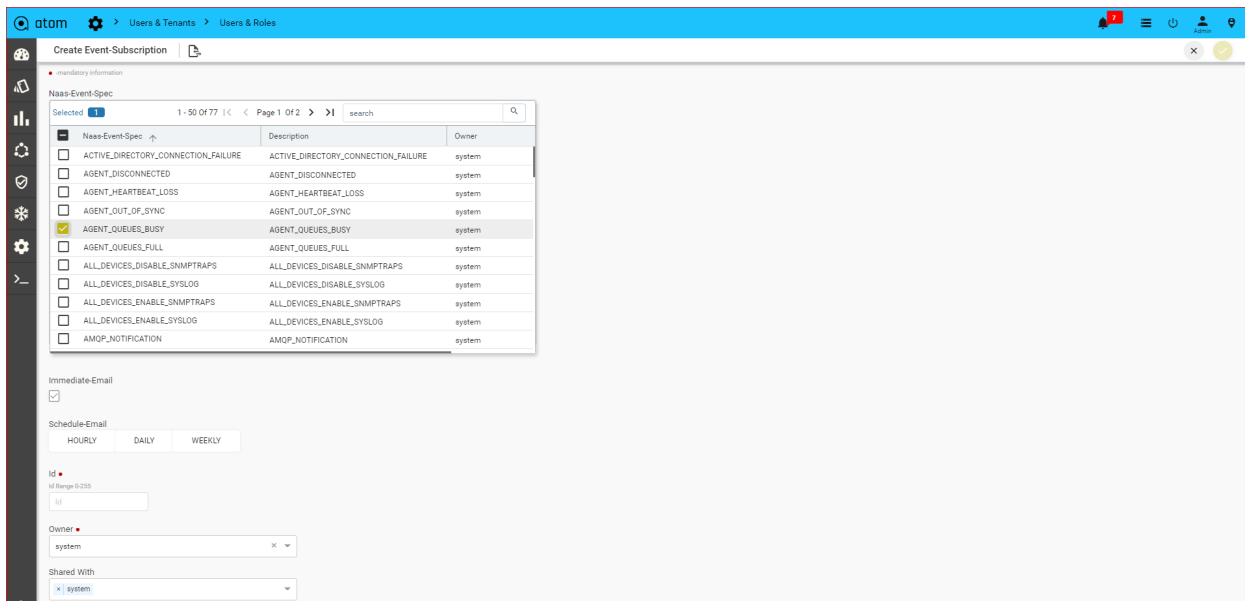 atom > Users & Tenants > Users & Roles 7 Admin
Create Event-Subscription
mandatory information
Naas-Event-Spec
Selected 1 1 - 50 Of 77 |< < Page 1 Of 2 > >| search
Naas-Event-Spec Description Owner
ACTIVE_DIRECTORY_CONNECTION_FAILURE ACTIVE_DIRECTORY_CONNECTION_FAILURE system
AGENT_DISCONNECTED AGENT_DISCONNECTED system
AGENT_HEARTBEAT_LOSS AGENT_HEARTBEAT_LOSS system
AGENT_OUT_OF_SYNC AGENT_OUT_OF_SYNC system
AGENT_QUEUES_BUSY AGENT_QUEUES_BUSY system
AGENT_QUEUES_FULL AGENT_QUEUES_FULL system
ALL_DEVICES_DISABLE_SNMPTRAPS ALL_DEVICES_DISABLE_SNMPTRAPS system
ALL_DEVICES_DISABLE_SYSLOG ALL_DEVICES_DISABLE_SYSLOG system
ALL_DEVICES_ENABLE_SNMPTRAPS ALL_DEVICES_ENABLE_SNMPTRAPS system
ALL_DEVICES_ENABLE_SYSLOG ALL_DEVICES_ENABLE_SYSLOG system
AMQP_NOTIFICATION AMQP_NOTIFICATION system
Immediate-Email
Schedule-Email
HOURLY DAILY WEEKLY
Id
Id Range 0-255
Id
Owner
system ×
Shared With
× system